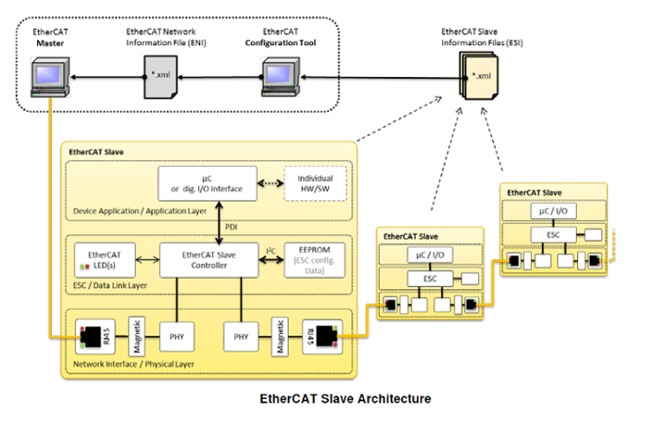 EtherCAT
Master
EtherCAT Network
Information File (ENI)
EtherCAT
Configuration Tool
EtherCAT Slave
Information Files (ESI)
*.xml
*.xml
EtherCAT Slave
µC
or dig. I/O Interface
Individual
HW/SW
Device Application / Application Layer
PDI
EtherCAT
LED(s)
EtherCAT Slave
Controller
I²C
EEPROM
(ESC config.
Data)
ESC / Data Link Layer
RJ45
Magnetic
PHY
PHY
Magnetic
RJ45
Network Interface / Physical Layer
EtherCAT Slave
µC / I/O
ESC
EtherCAT Slave
µC / I/O
ESC
EtherCAT Slave Architecture